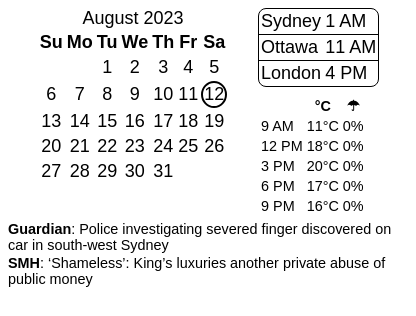 August 2023
Su Mo Tu We Th Fr Sa
1 2 3 4 5
6 7 8 9 10 11 12
13 14 15 16 17 18 19
20 21 22 23 24 25 26
27 28 29 30 31
Sydney 1 AM
Ottawa 11 AM
London 4 PM
°C ☂
9 AM 11°C 0%
12 PM 18°C 0%
3 PM 20°C 0%
6 PM 17°C 0%
9 PM 16°C 0%
Guardian: Police investigating severed finger discovered on
car in south-west Sydney
SMH: ‘Shameless’: King’s luxuries another private abuse of
public money